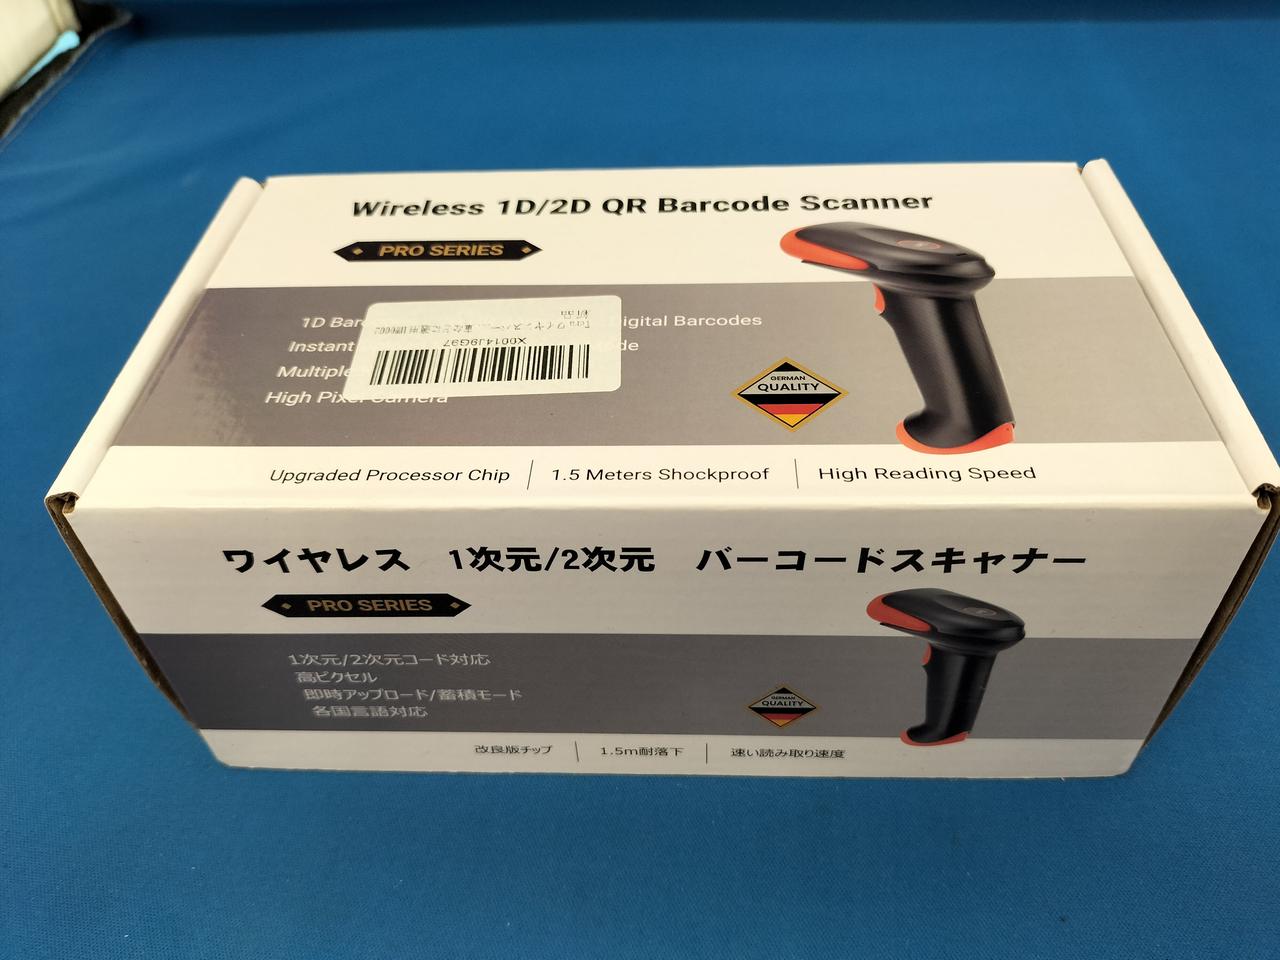 Wireless 1D/2D QR Barcode Scanner
PRO SERIES
1D Bar
igital Barcodes
Instant
de
Multiple
High Pixel Camera
新品
X0014J9G97
GERMAN
QUALITY
Upgraded Processor Chip
1.5 Meters Shockproof
High Reading Speed
ワイヤレス 1次元/2次元 バーコードスキャナー
PRO SERIES
1次元/2次元コード対応
高ピクセル
即時アップロード/蓄積モード
各国言語対応
GERMAN
QUALITY
改良版チップ
1.5m耐落下
速い読み取り速度